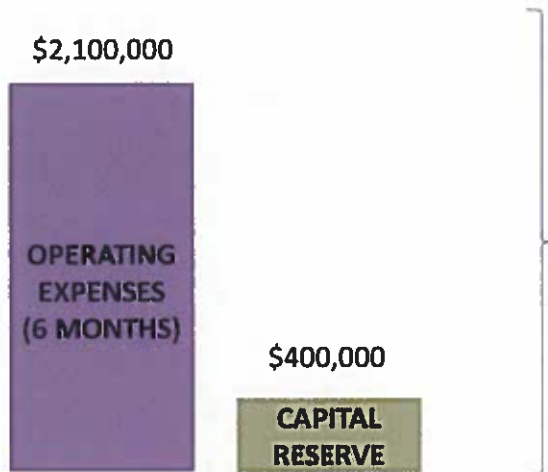 $2,100,000
OPERATING
EXPENSES
(6 MONTHS)
$400,000
CAPITAL
RESERVE